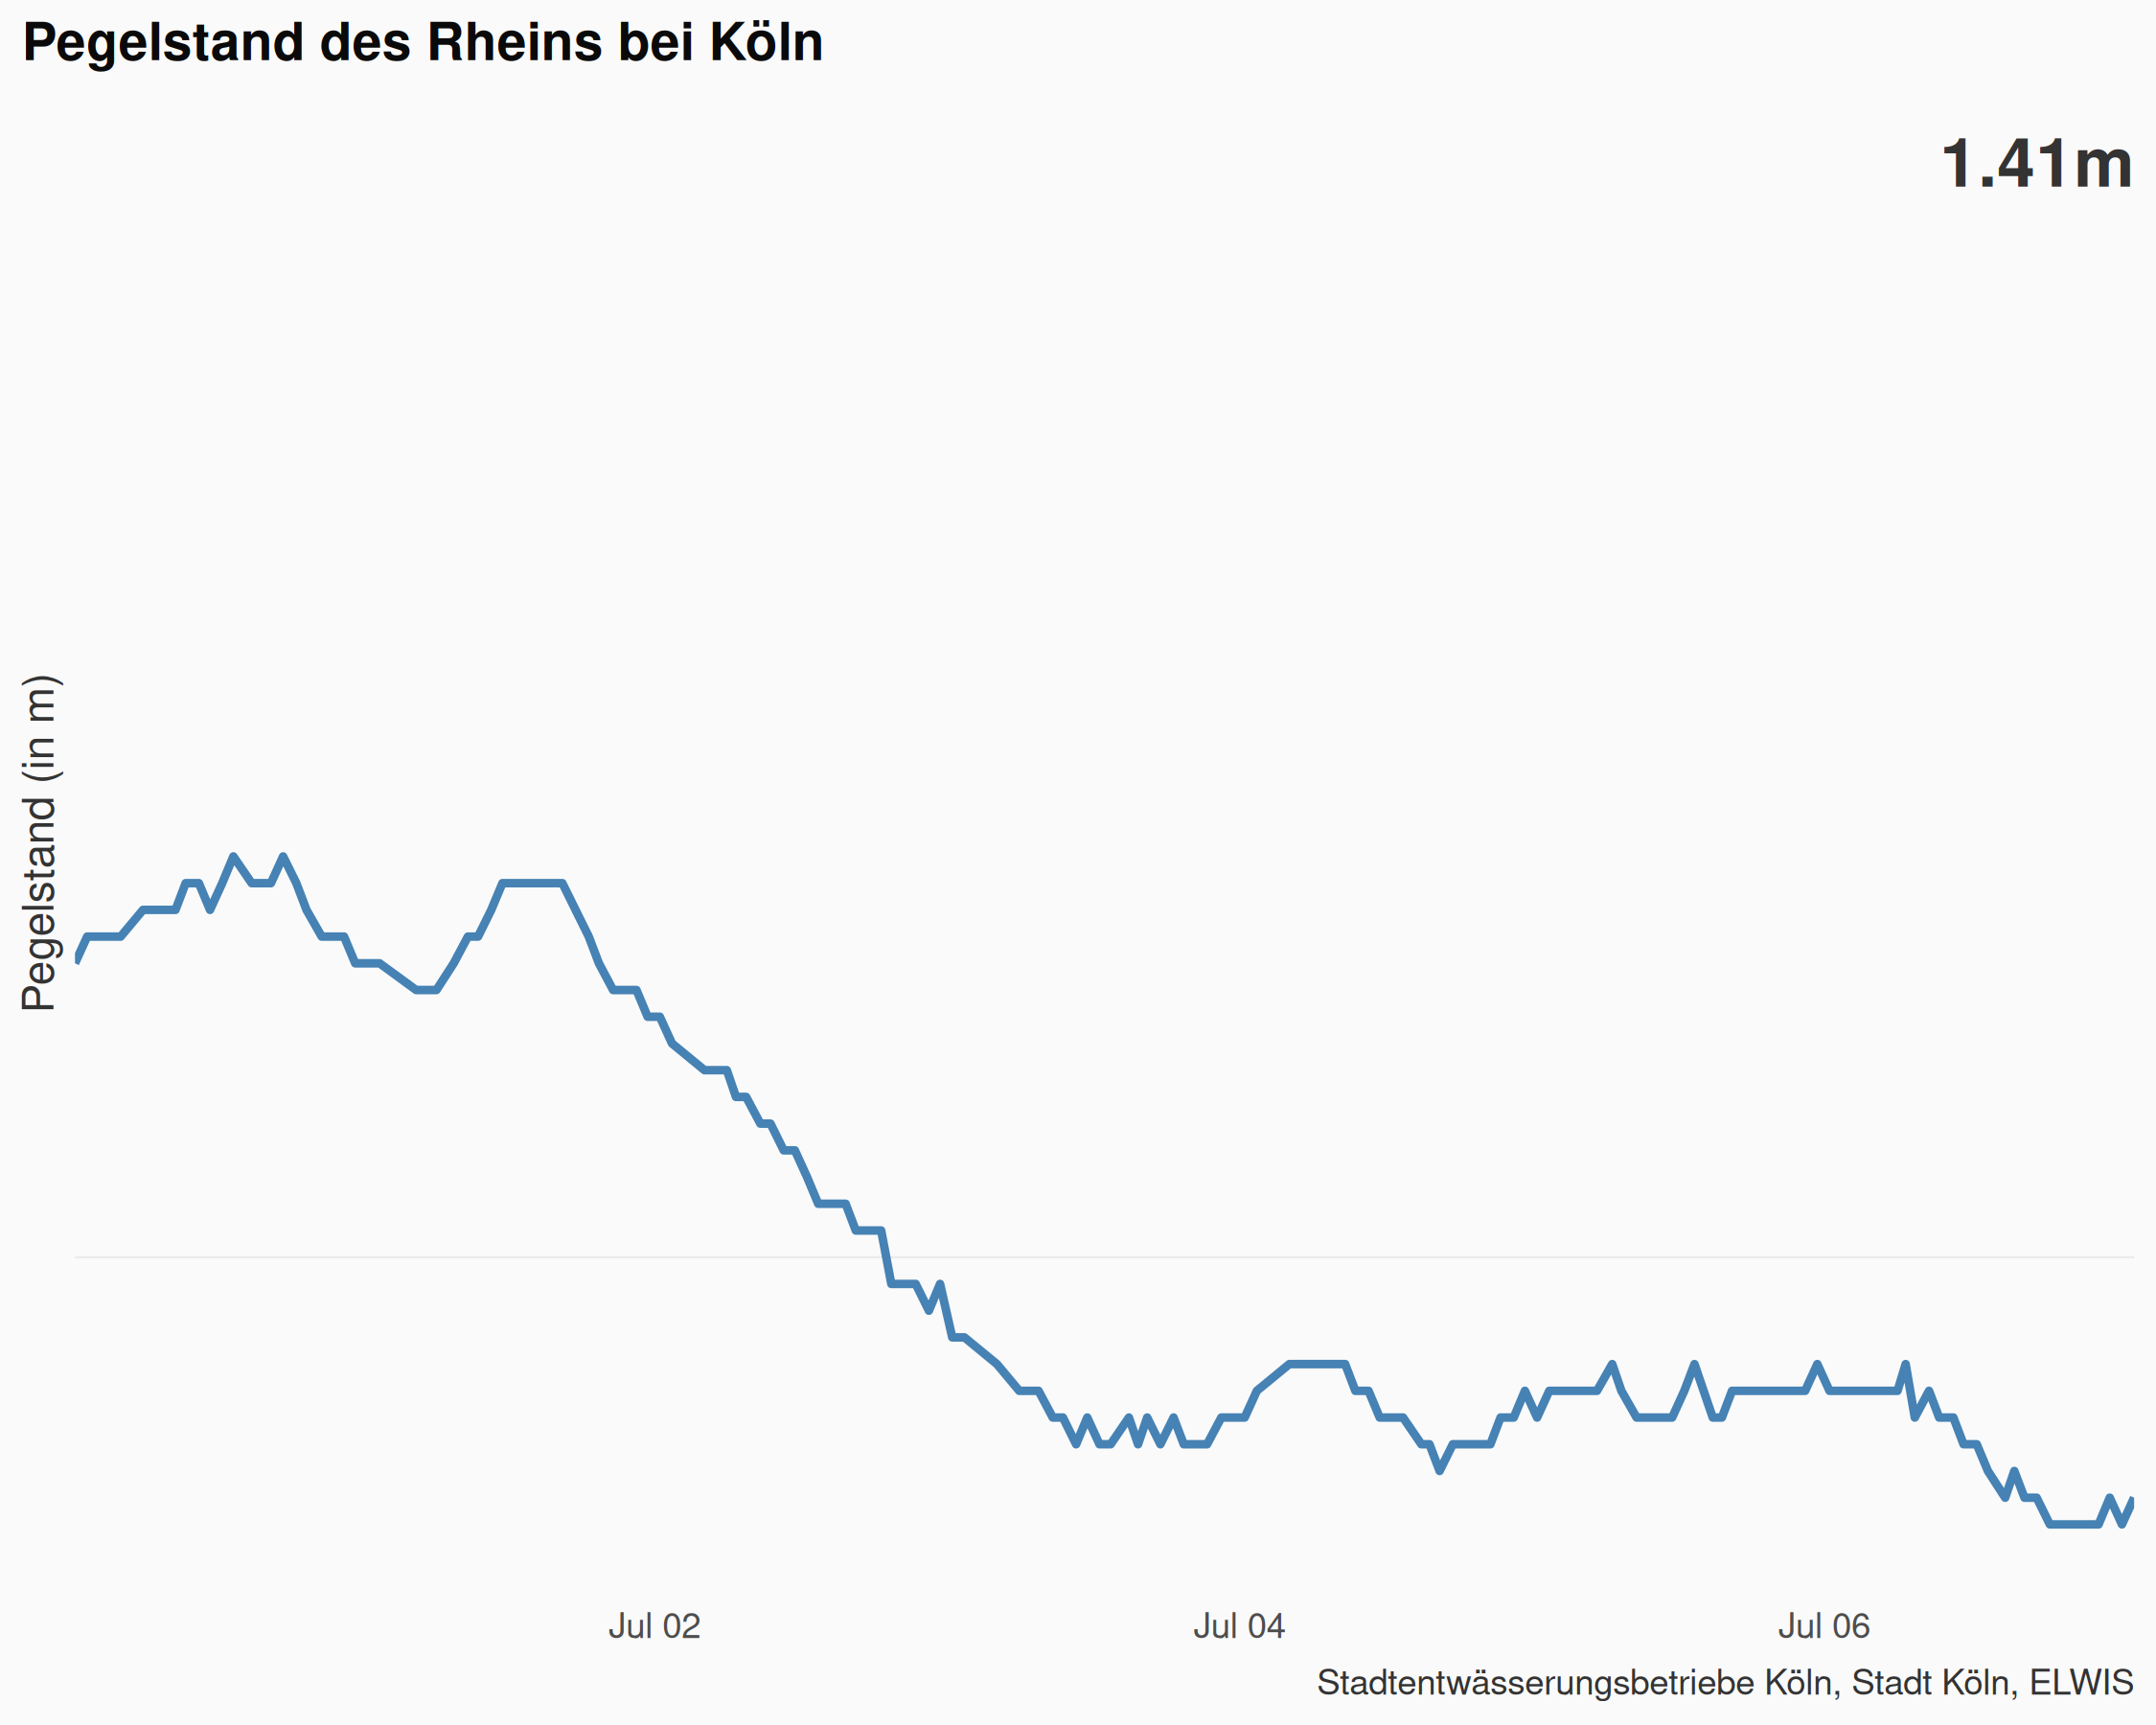 Pegelstand des Rheins bei Köln
1.41m
Pegelstand (in m)
Jul 02
Jul 04
Jul 06
Stadtentwässerungsbetriebe Köln, Stadt Köln, ELWIS